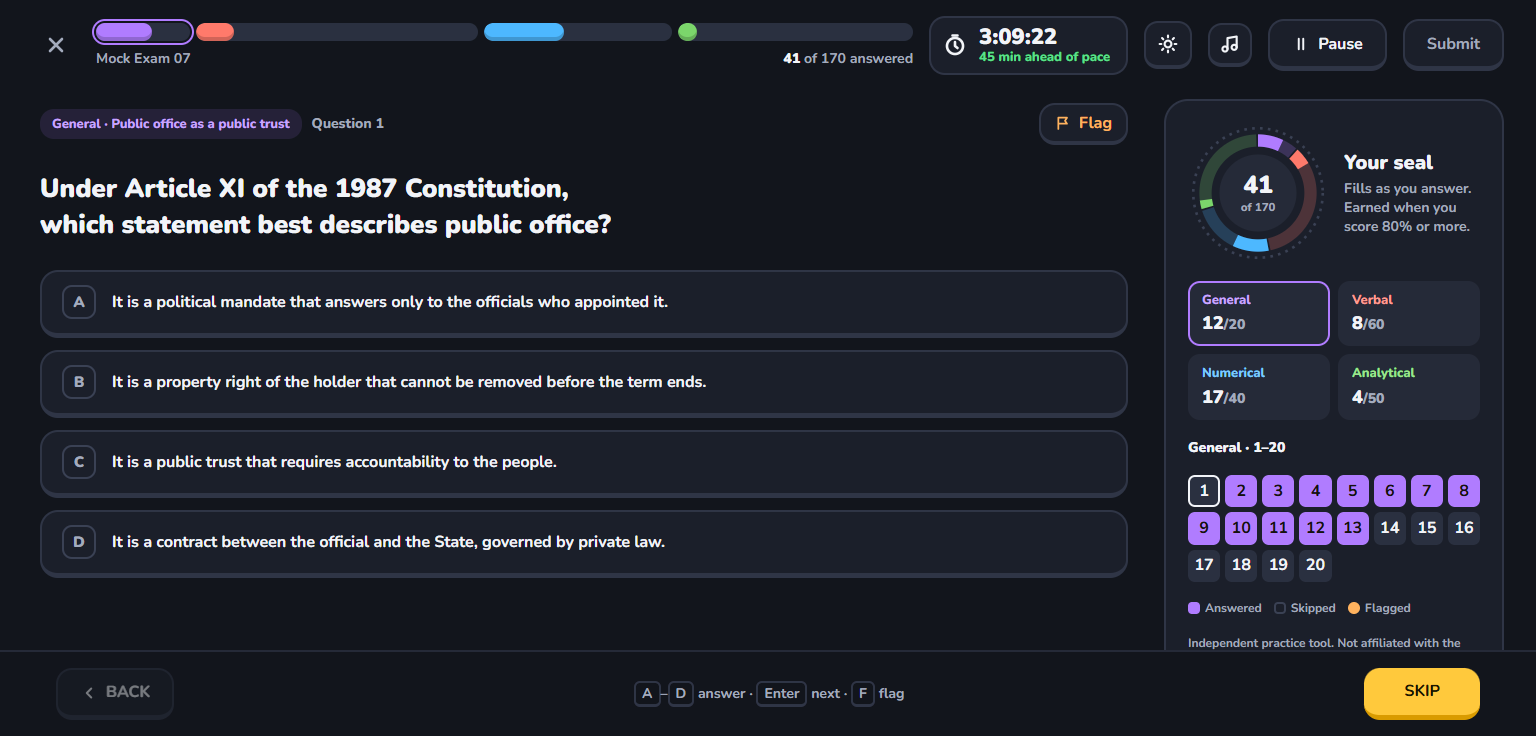 Mock Exam 07
41 of 170 answered
3:09:22
45 min ahead of pace
Pause
Submit
General · Public office as a public trust
Question 1
Flag
Under Article XI of the 1987 Constitution,
which statement best describes public office?
A It is a political mandate that answers only to the officials who appointed it.
B It is a property right of the holder that cannot be removed before the term ends.
C It is a public trust that requires accountability to the people.
D It is a contract between the official and the State, governed by private law.
41
of 170
Your seal
Fills as you answer.
Earned when you
score 80% or more.
General
12/20
Verbal
8/60
Numerical
17/40
Analytical
4/50
General · 1–20
1 2 3 4 5 6 7 8
9 10 11 12 13 14 15 16
17 18 19 20
Answered Skipped Flagged
Independent practice tool. Not affiliated with the
BACK
A – D answer · Enter next · F flag
SKIP